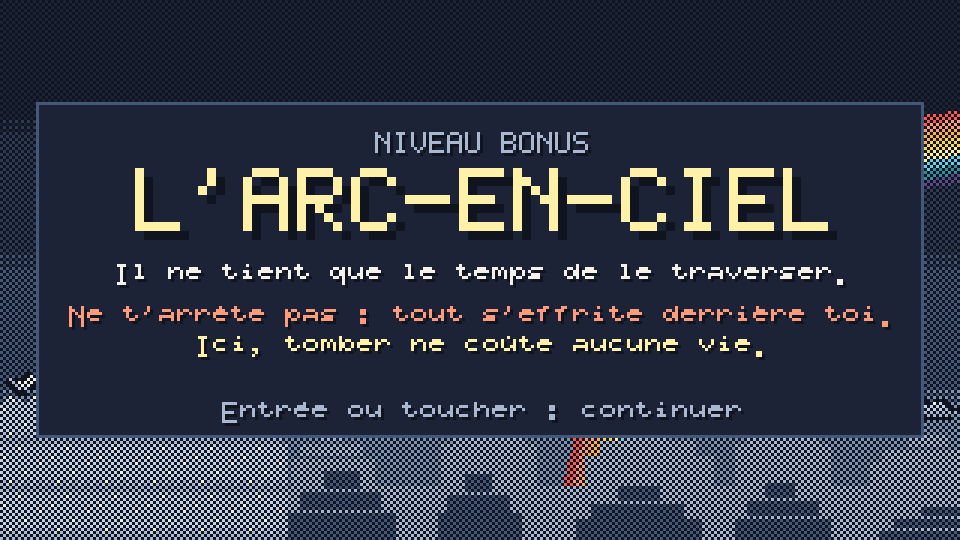 NIVEAU BONUS
L'ARC-EN-CIEL
Il ne tient que le temps de le traverser.
Ne t'arrête pas : tout s'effrite derrière toi.
Ici, tomber ne coûte aucune vie.
Entrée ou toucher : continuer